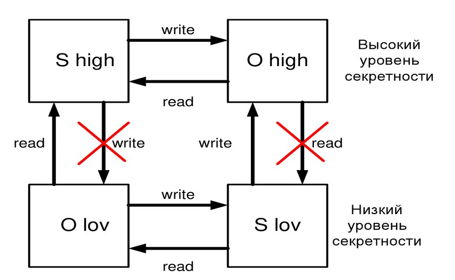 write
S high
O high
Высокий
уровень
секретности
read
read
write
write
read
write
O lov
S lov
Низкий
уровень
секретности
read